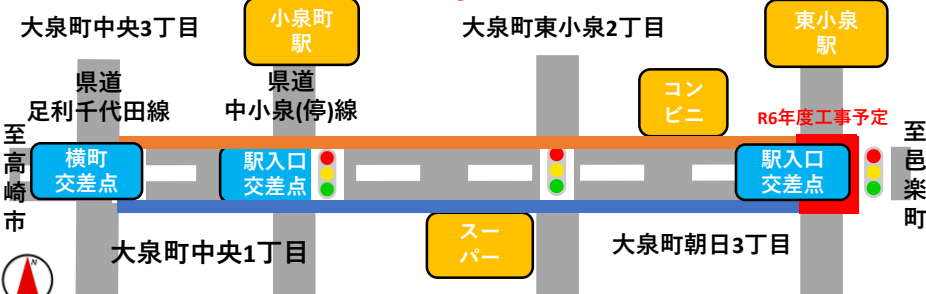 大泉町中央3丁目
小泉町
駅
大泉町東小泉2丁目
東小泉
駅
県道
足利千代田線
県道
中小泉(停)線
コン
ビニ
R6年度工事予定
至高崎市
横町
交差点
駅入口
交差点
駅入口
交差点
至邑楽町
大泉町中央1丁目
スー
パー
大泉町朝日3丁目
N